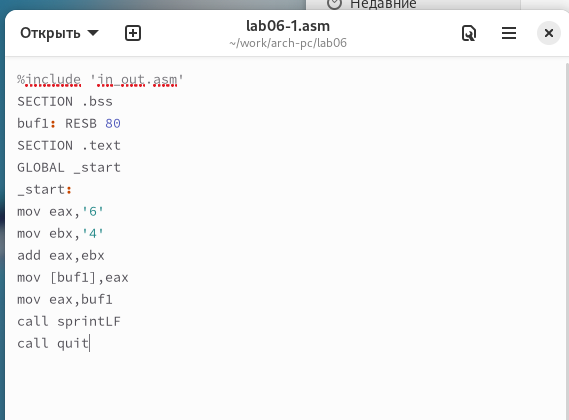 Недавние
Открыть
lab06-1.asm
~/work/arch-pc/lab06
%include 'in_out.asm'
SECTION .bss
buf1: RESB 80
SECTION .text
GLOBAL _start
_start:
mov eax,'6'
mov ebx,'4'
add eax,ebx
mov [buf1],eax
mov eax,buf1
call sprintLF
call quit